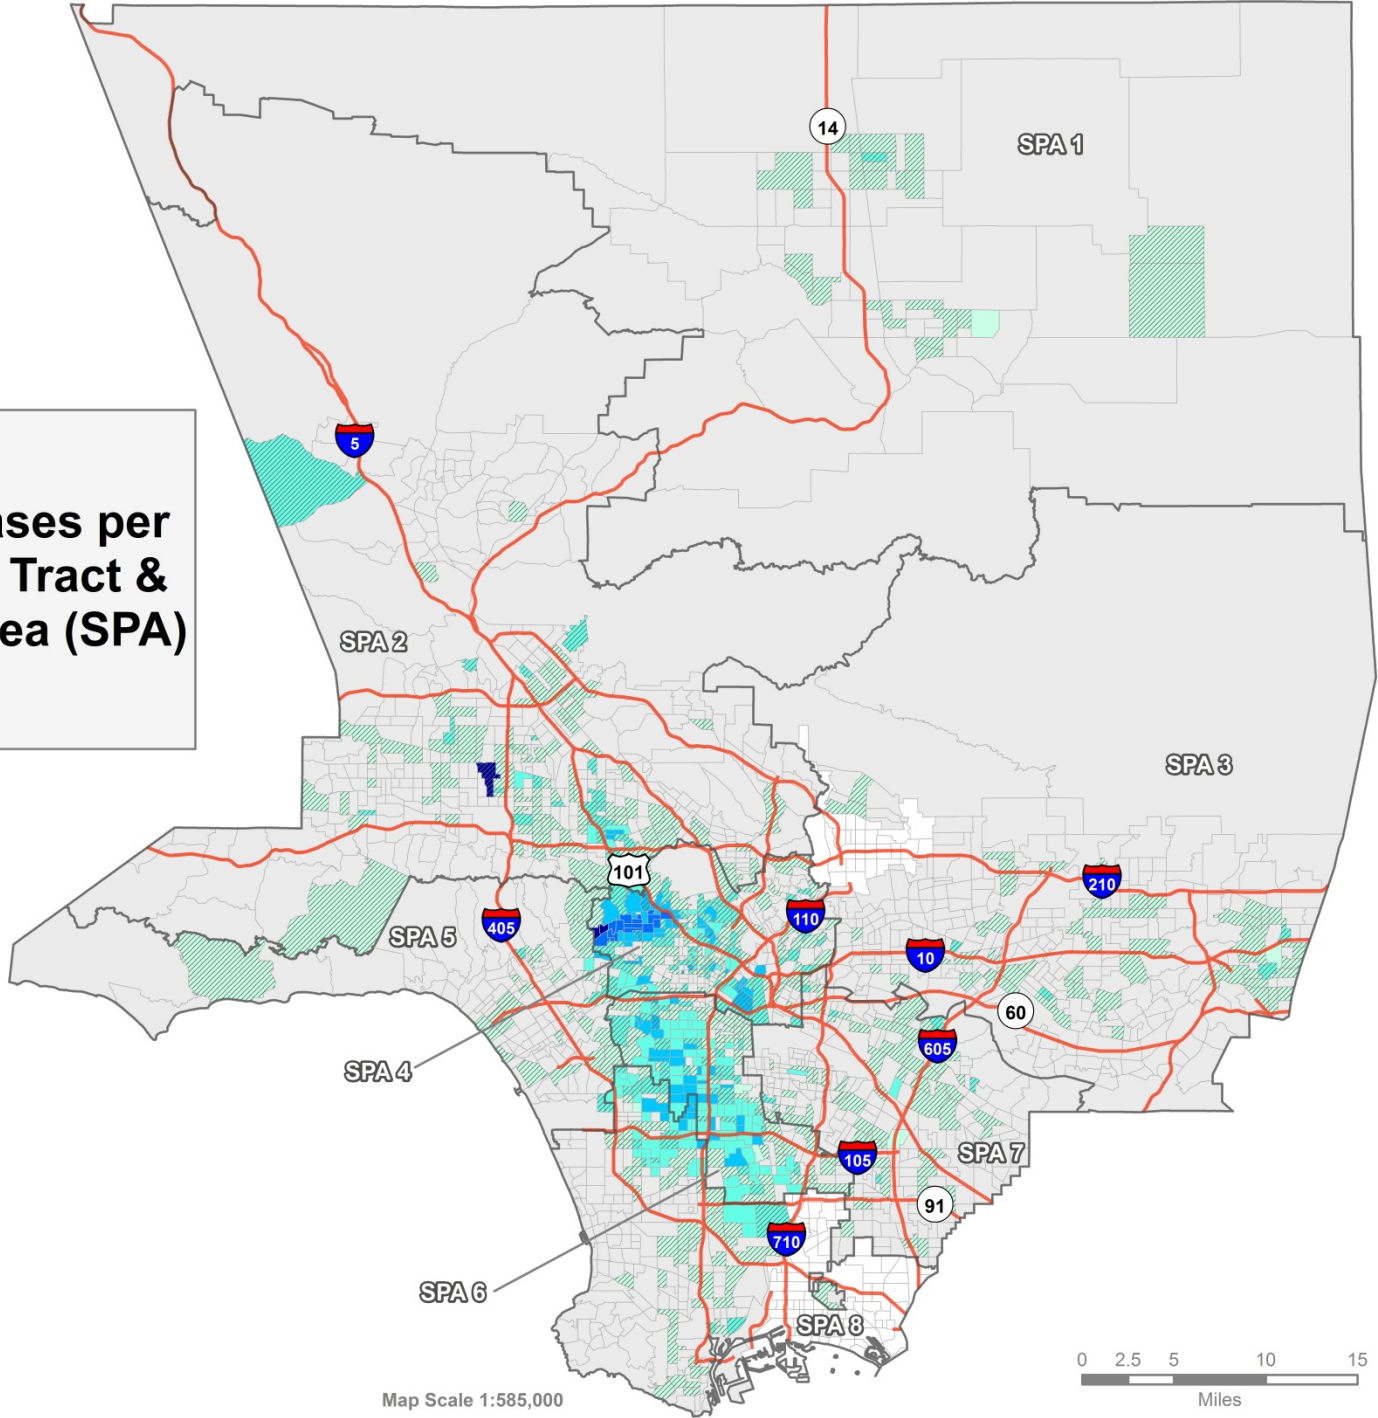 14
SPA 1
5
ases per
Tract &
ea (SPA)
SPA 2
SPA 3
101
210
405
110
SPA 5
10
60
605
SPA 4
105
SPA 7
91
710
SPA 6
SPA 8
0 2.5 5 10 15
Miles
Map Scale 1:585,000